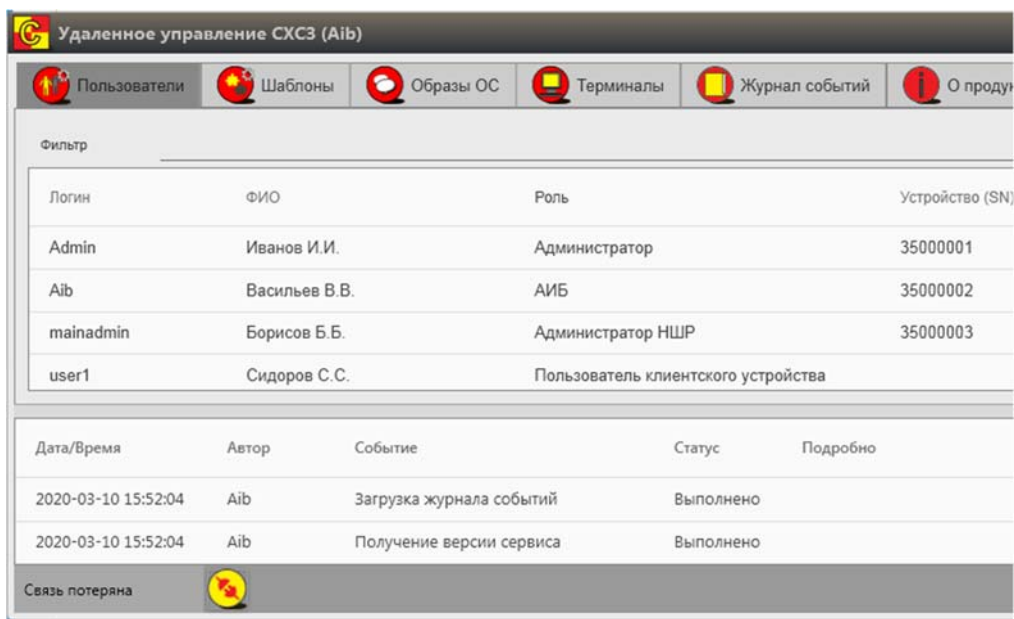 Удаленное управление СХСЗ (Aib)
Пользователи Шаблоны Образы ОС Терминалы Журнал событий О продук
Фильтр
Логин ФИО Роль Устройство (SN)
Admin Иванов И.И. Администратор 35000001
Aib Васильев В.В. АИБ 35000002
mainadmin Борисов Б.Б. Администратор НШР 35000003
user1 Сидоров С.С. Пользователь клиентского устройства
Дата/Время Автор Событие Статус Подробно
2020-03-10 15:52:04 Aib Загрузка журнала событий Выполнено
2020-03-10 15:52:04 Aib Получение версии сервиса Выполнено
Связь потеряна